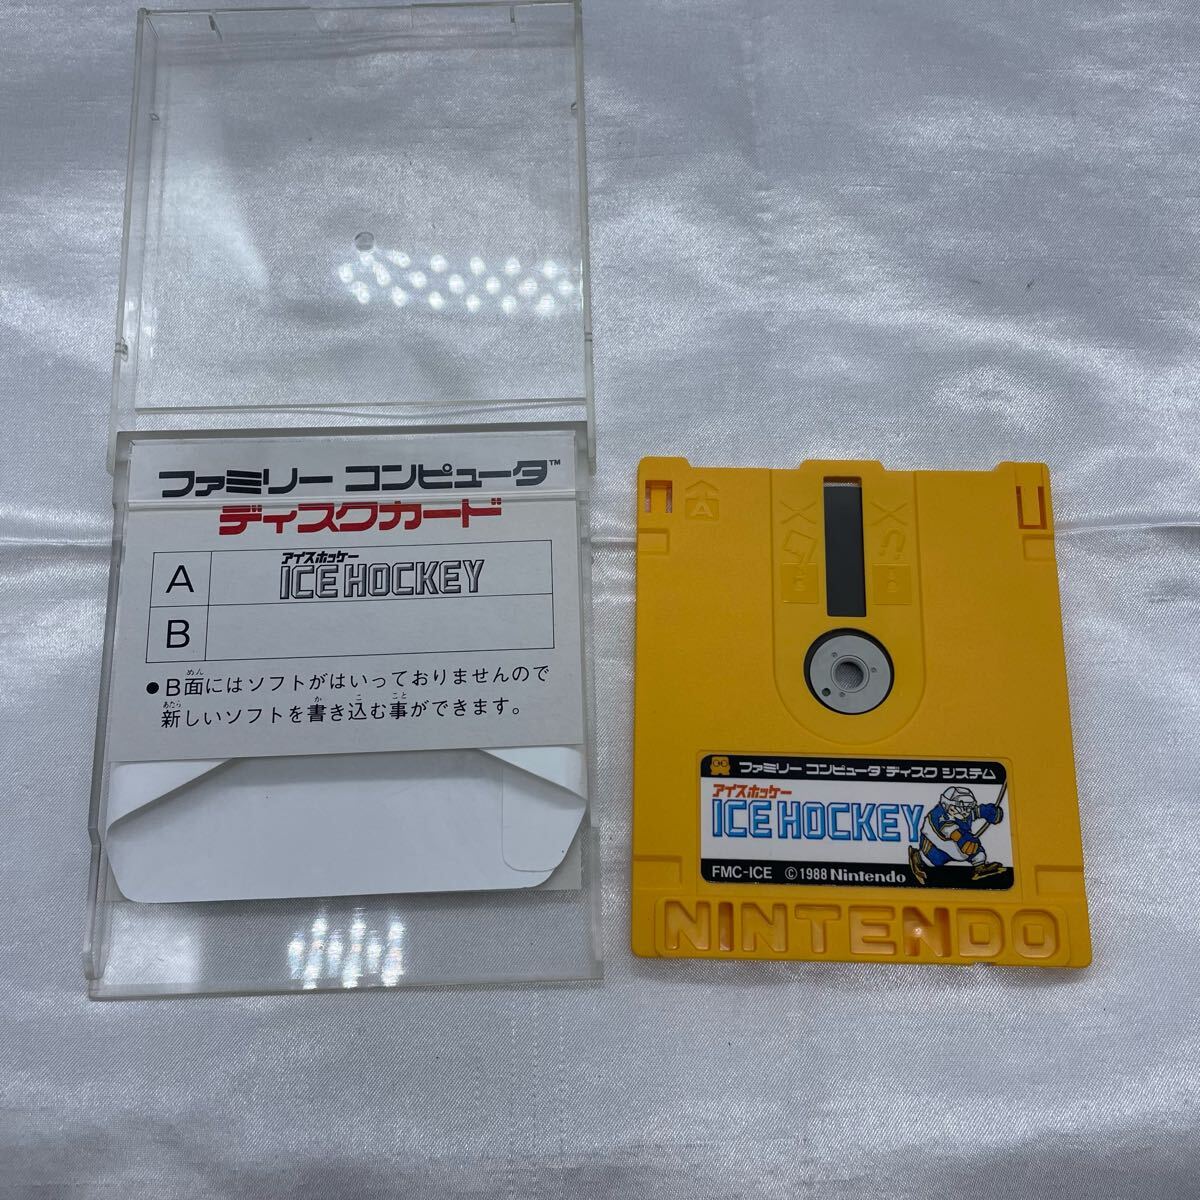 ファミリー コンピュータ™
ディスクカード
A
アイスホッケー
ICE HOCKEY
B
●B面にはソフトがはいっておりませんので
新しいソフトを書き込む事ができます。
A
ファミリー コンピュータ™ ディスク システム
アイスホッケー
ICE HOCKEY
FMC-ICE ©1988 Nintendo
NINTENDO